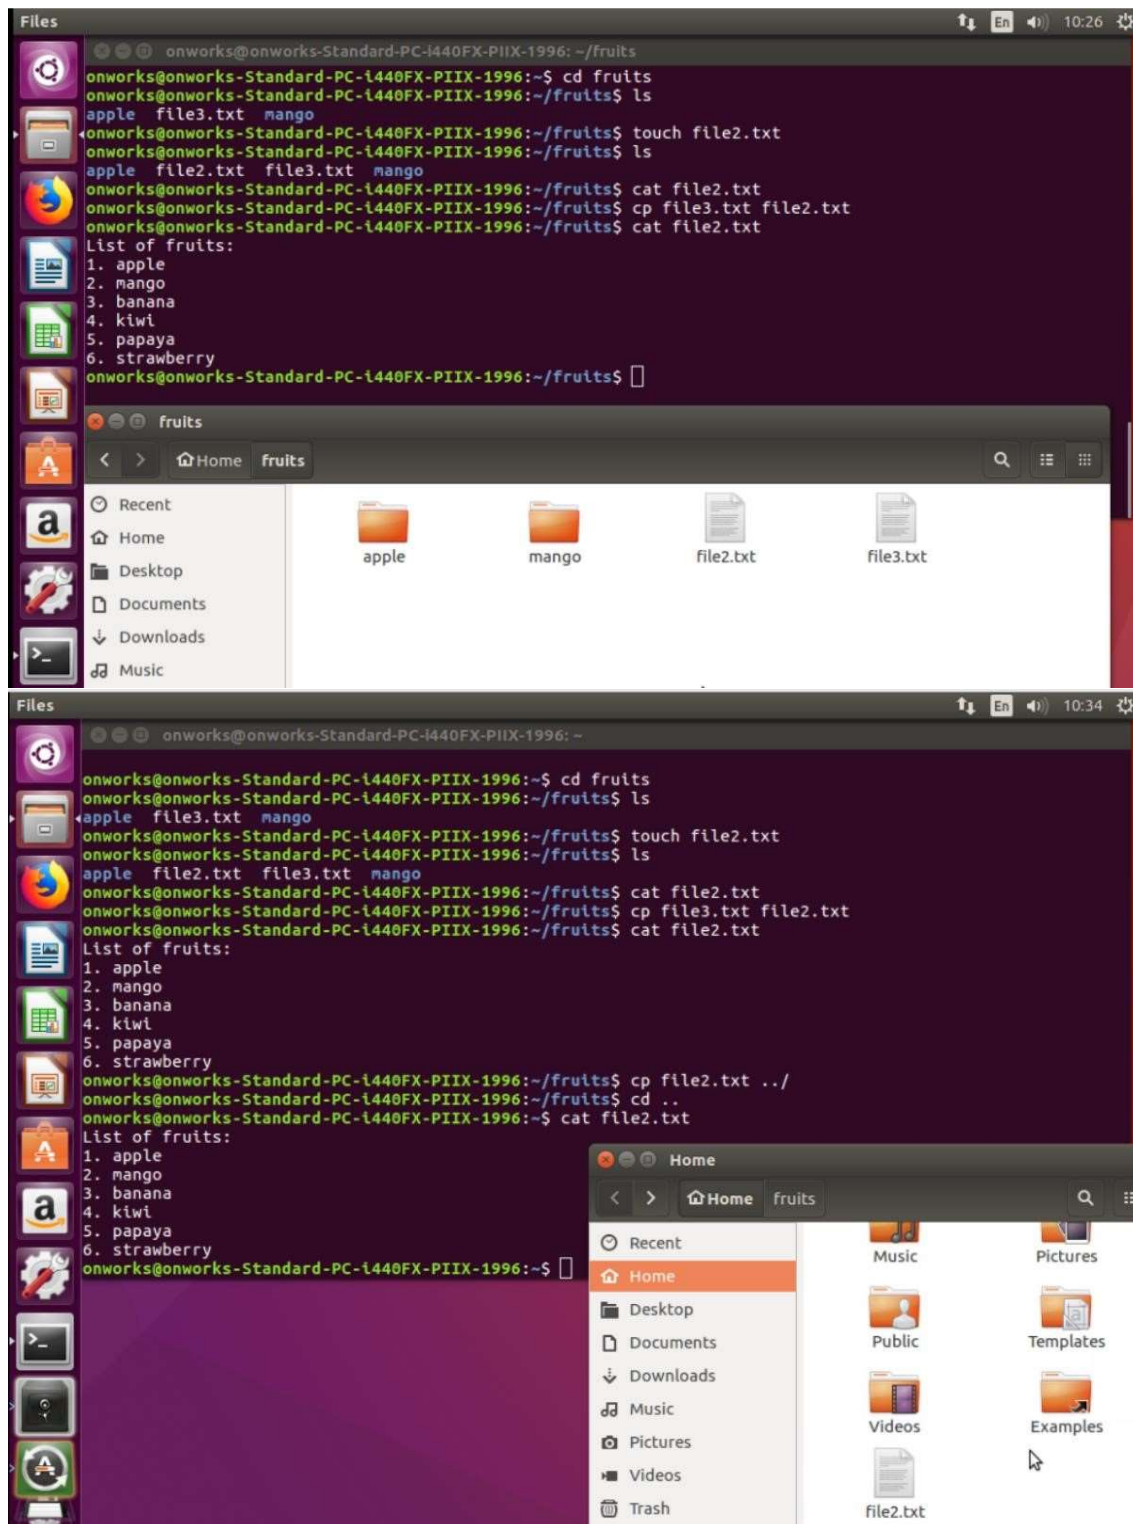 Files
En
10:26
onworks@onworks-Standard-PC-i440FX-PIIX-1996: ~/fruits
onworks@onworks-Standard-PC-i440FX-PIIX-1996:~$ cd fruits
onworks@onworks-Standard-PC-i440FX-PIIX-1996:~/fruits$ ls
apple file3.txt mango
onworks@onworks-Standard-PC-i440FX-PIIX-1996:~/fruits$ touch file2.txt
onworks@onworks-Standard-PC-i440FX-PIIX-1996:~/fruits$ ls
apple file2.txt file3.txt mango
onworks@onworks-Standard-PC-i440FX-PIIX-1996:~/fruits$ cat file2.txt
onworks@onworks-Standard-PC-i440FX-PIIX-1996:~/fruits$ cp file3.txt file2.txt
onworks@onworks-Standard-PC-i440FX-PIIX-1996:~/fruits$ cat file2.txt
List of fruits:
1. apple
2. mango
3. banana
4. kiwi
5. papaya
6. strawberry
onworks@onworks-Standard-PC-i440FX-PIIX-1996:~/fruits$
fruits
Home fruits
Recent
Home
Desktop
Documents
Downloads
Music
apple mango file2.txt file3.txt
Files
En
10:34
onworks@onworks-Standard-PC-i440FX-PIIX-1996: ~
onworks@onworks-Standard-PC-i440FX-PIIX-1996:~$ cd fruits
onworks@onworks-Standard-PC-i440FX-PIIX-1996:~/fruits$ ls
apple file3.txt mango
onworks@onworks-Standard-PC-i440FX-PIIX-1996:~/fruits$ touch file2.txt
onworks@onworks-Standard-PC-i440FX-PIIX-1996:~/fruits$ ls
apple file2.txt file3.txt mango
onworks@onworks-Standard-PC-i440FX-PIIX-1996:~/fruits$ cat file2.txt
onworks@onworks-Standard-PC-i440FX-PIIX-1996:~/fruits$ cp file3.txt file2.txt
onworks@onworks-Standard-PC-i440FX-PIIX-1996:~/fruits$ cat file2.txt
List of fruits:
1. apple
2. mango
3. banana
4. kiwi
5. papaya
6. strawberry
onworks@onworks-Standard-PC-i440FX-PIIX-1996:~/fruits$ cp file2.txt ../
onworks@onworks-Standard-PC-i440FX-PIIX-1996:~/fruits$ cd ..
onworks@onworks-Standard-PC-i440FX-PIIX-1996:~$ cat file2.txt
List of fruits:
1. apple
2. mango
3. banana
4. kiwi
5. papaya
6. strawberry
onworks@onworks-Standard-PC-i440FX-PIIX-1996:~$
Home
Home fruits
Recent
Home
Desktop
Documents
Downloads
Music
Pictures
Videos
Trash
Music Pictures
Public Templates
Videos Examples
file2.txt